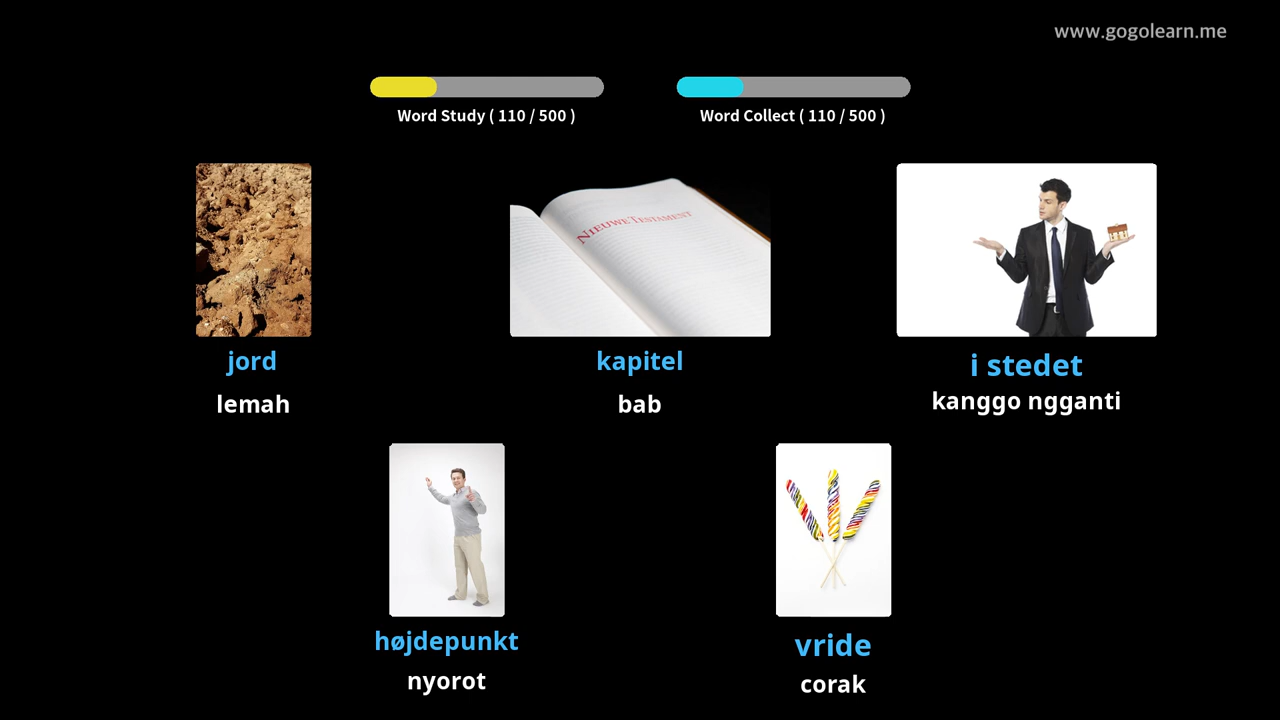 www.gogolearn.me
Word Study ( 110 / 500 )
Word Collect ( 110 / 500 )
NIEUWE TESTAMENT
jord
lemah
kapitel
bab
i stedet
kanggo ngganti
højdepunkt
nyorot
vride
corak